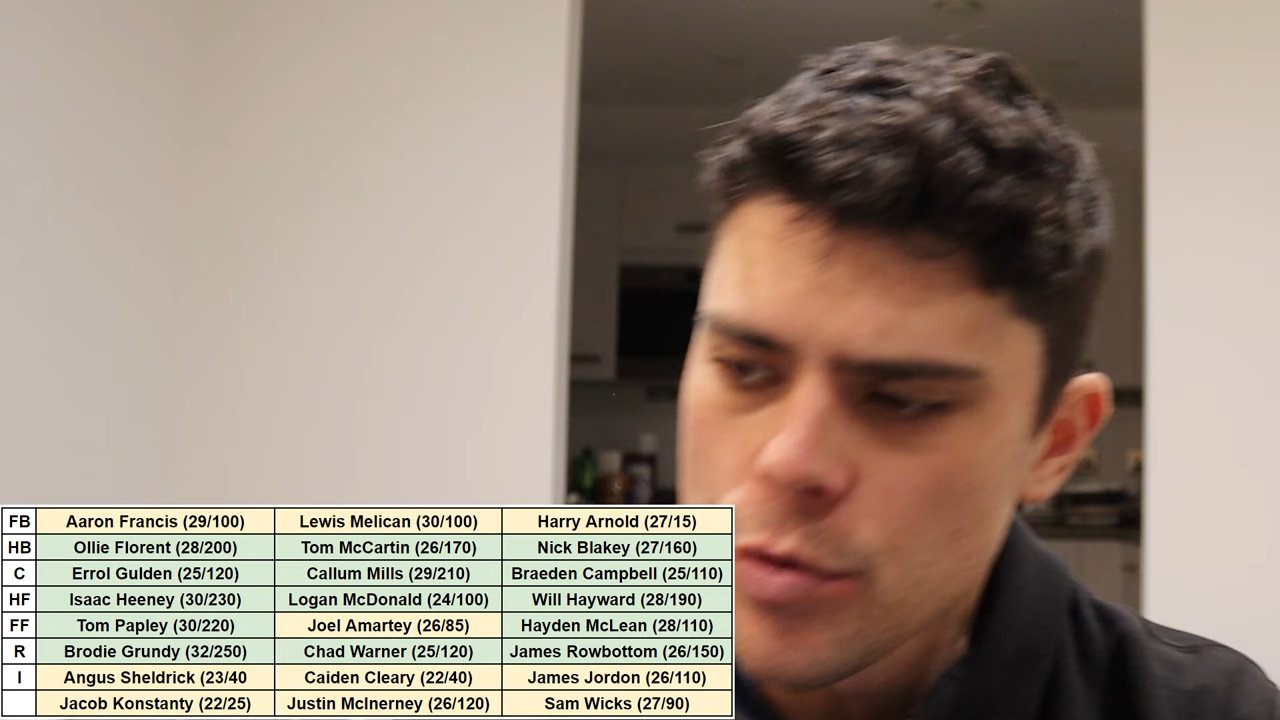 FB Aaron Francis (29/100) Lewis Melican (30/100) Harry Arnold (27/15)
HB Ollie Florent (28/200) Tom McCartin (26/170) Nick Blakey (27/160)
C Errol Gulden (25/120) Callum Mills (29/210) Braeden Campbell (25/110)
HF Isaac Heeney (30/230) Logan McDonald (24/100) Will Hayward (28/190)
FF Tom Papley (30/220) Joel Amartey (26/85) Hayden McLean (28/110)
R Brodie Grundy (32/250) Chad Warner (25/120) James Rowbottom (26/150)
I Angus Sheldrick (23/40 Caiden Cleary (22/40) James Jordon (26/110)
Jacob Konstanty (22/25) Justin McInerney (26/120) Sam Wicks (27/90)